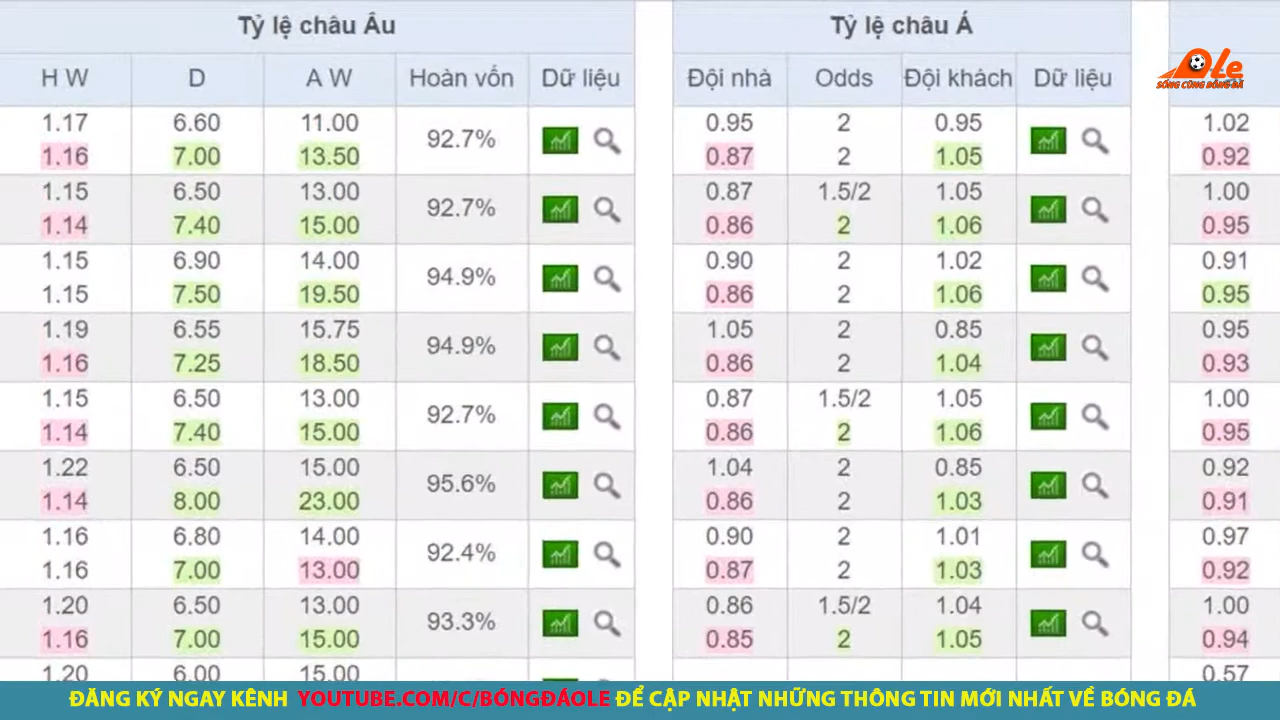 Tỷ lệ châu Âu Tỷ lệ châu Á
H W D A W Hoàn vốn Dữ liệu Đội nhà Odds Đội khách Dữ liệu
Ole
SỐNG CÙNG BÓNG ĐÁ
1.17 6.60 11.00 92.7% 0.95 2 0.95 1.02
1.16 7.00 13.50 0.87 2 1.05 0.92
1.15 6.50 13.00 92.7% 0.87 1.5/2 1.05 1.00
1.14 7.40 15.00 0.86 2 1.06 0.95
1.15 6.90 14.00 94.9% 0.90 2 1.02 0.91
1.15 7.50 19.50 0.86 2 1.06 0.95
1.19 6.55 15.75 94.9% 1.05 2 0.85 0.95
1.16 7.25 18.50 0.86 2 1.04 0.93
1.15 6.50 13.00 92.7% 0.87 1.5/2 1.05 1.00
1.14 7.40 15.00 0.86 2 1.06 0.95
1.22 6.50 15.00 95.6% 1.04 2 0.85 0.92
1.14 8.00 23.00 0.86 2 1.03 0.91
1.16 6.80 14.00 92.4% 0.90 2 1.01 0.97
1.16 7.00 13.00 0.87 2 1.03 0.92
1.20 6.50 13.00 93.3% 0.86 1.5/2 1.04 1.00
1.16 7.00 15.00 0.85 2 1.05 0.94
1.20 6.00 15.00 0.57
ĐĂNG KÝ NGAY KÊNH YOUTUBE.COM/C/BÓNGĐÁOLE ĐỂ CẬP NHẬT NHỮNG THÔNG TIN MỚI NHẤT VỀ BÓNG ĐÁ